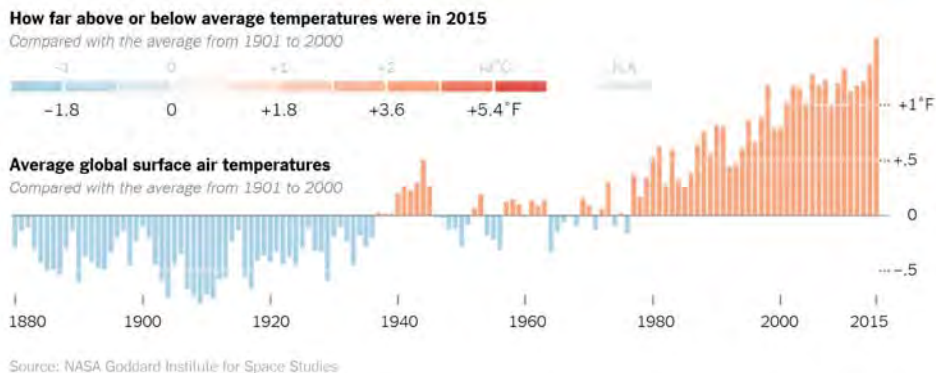 How far above or below average temperatures were in 2015
Compared with the average from 1901 to 2000
0 +1 +2
−1.8 0 +1.8 +3.6 +5.4˚F
Average global surface air temperatures
Compared with the average from 1901 to 2000
+1˚F
+.5
0
−.5
1880 1900 1920 1940 1960 1980 2000 2015
Source: NASA Goddard Institute for Space Studies